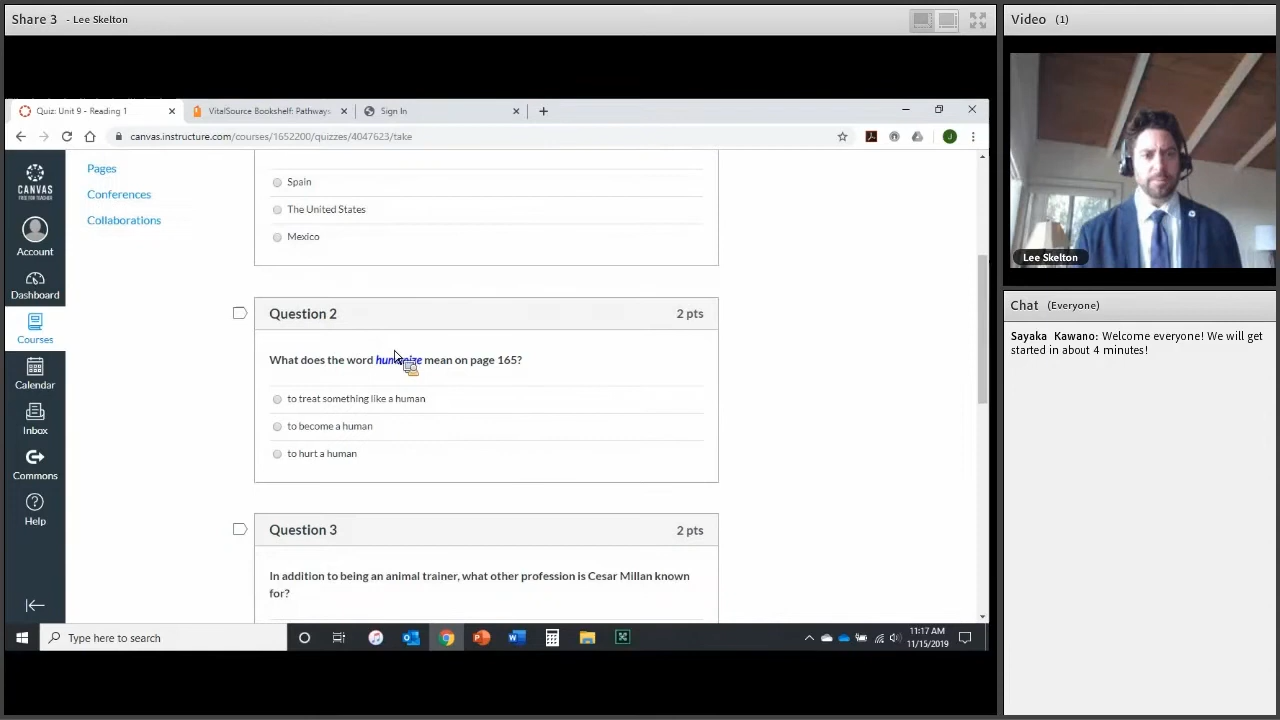 Share 3 - Lee Skelton
Video (1)
Quiz: Unit 9 - Reading 1
VitalSource Bookshelf: Pathways
Sign In
canvas.instructure.com/courses/1652200/quizzes/4047623/take
J
CANVAS
FREE FOR TEACHER
Account
Dashboard
Courses
Calendar
Inbox
Commons
Help
Pages
Conferences
Collaborations
Spain
The United States
Mexico
Question 2
2 pts
What does the word humanize mean on page 165?
to treat something like a human
to become a human
to hurt a human
Question 3
2 pts
In addition to being an animal trainer, what other profession is Cesar Millan known
for?
Type here to search
11:17 AM
11/15/2019
Lee Skelton
Chat (Everyone)
Sayaka Kawano: Welcome everyone! We will get
started in about 4 minutes!